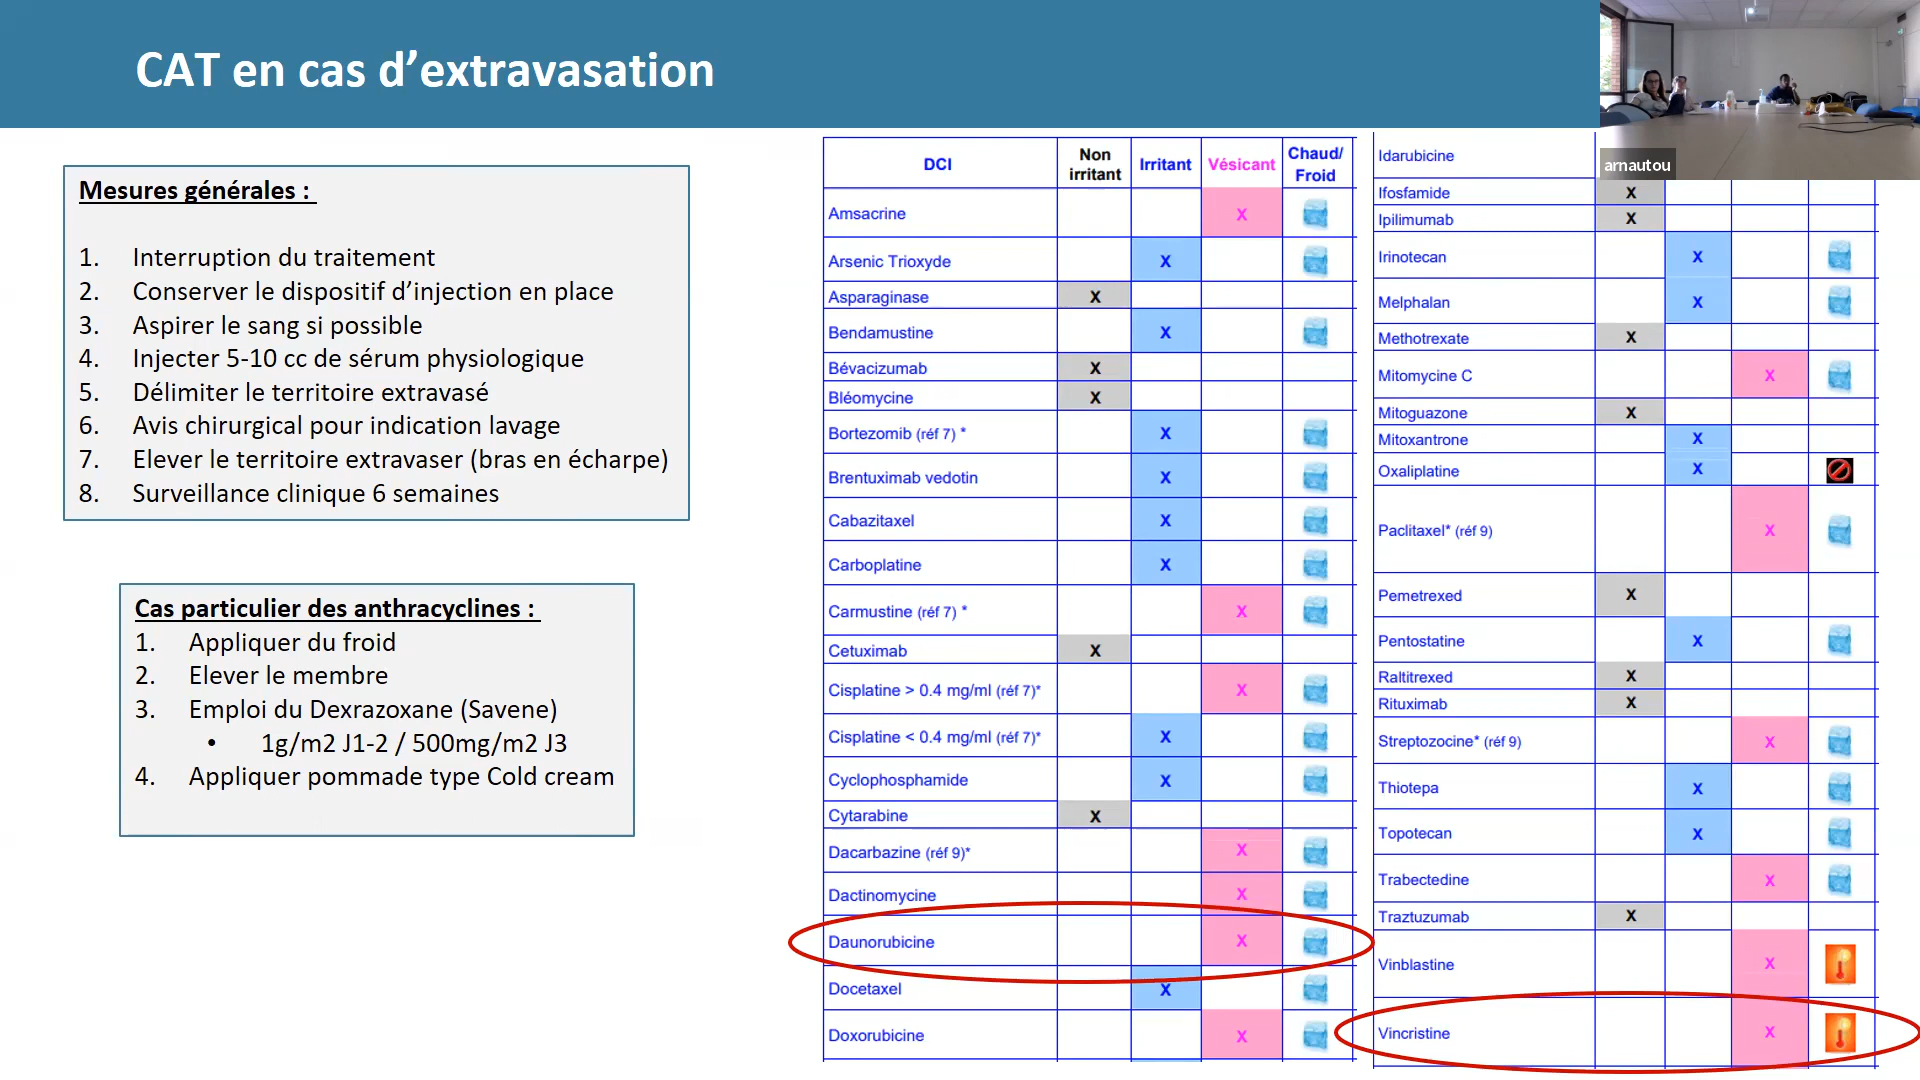 CAT en cas d’extravasation
arnautou
Mesures générales :
1. Interruption du traitement
2. Conserver le dispositif d’injection en place
3. Aspirer le sang si possible
4. Injecter 5-10 cc de sérum physiologique
5. Délimiter le territoire extravasé
6. Avis chirurgical pour indication lavage
7. Elever le territoire extravaser (bras en écharpe)
8. Surveillance clinique 6 semaines
Cas particulier des anthracyclines :
1. Appliquer du froid
2. Elever le membre
3. Emploi du Dexrazoxane (Savene)
• 1g/m2 J1-2 / 500mg/m2 J3
4. Appliquer pommade type Cold cream
DCI Non irritant Irritant Vésicant Chaud/ Froid
Amsacrine X
Arsenic Trioxyde X
Asparaginase X
Bendamustine X
Bévacizumab X
Bléomycine X
Bortezomib (réf 7) * X
Brentuximab vedotin X
Cabazitaxel X
Carboplatine X
Carmustine (réf 7) * X
Cetuximab X
Cisplatine > 0.4 mg/ml (réf 7)* X
Cisplatine < 0.4 mg/ml (réf 7)* X
Cyclophosphamide X
Cytarabine X
Dacarbazine (réf 9)* X
Dactinomycine X
Daunorubicine X
Docetaxel X
Doxorubicine X
Idarubicine
Ifosfamide X
Ipilimumab X
Irinotecan X
Melphalan X
Methotrexate X
Mitomycine C X
Mitoguazone X
Mitoxantrone X
Oxaliplatine X
Paclitaxel* (réf 9) X
Pemetrexed X
Pentostatine X
Raltitrexed X
Rituximab X
Streptozocine* (réf 9) X
Thiotepa X
Topotecan X
Trabectedine X
Traztuzumab X
Vinblastine X
Vincristine X